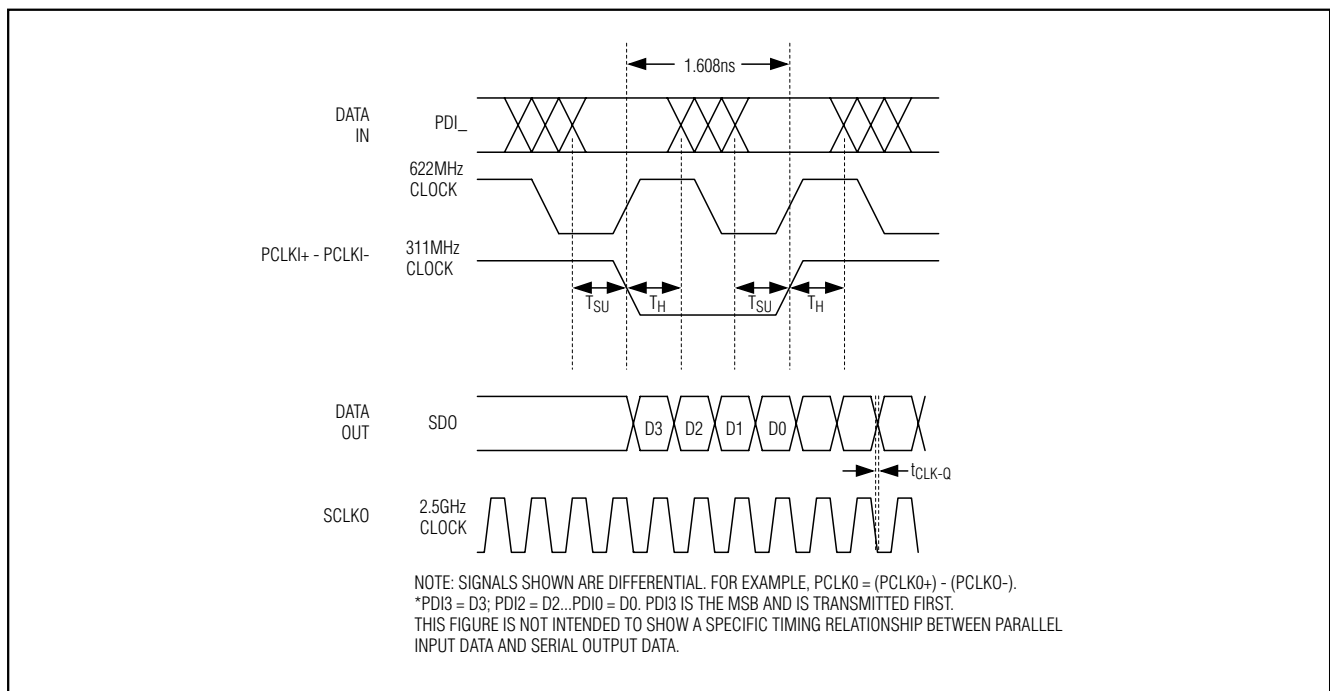 1.608ns
DATA
IN
PDI_
622MHz
CLOCK
PCLKI+ - PCLKI-
311MHz
CLOCK
TSU
TH
TSU
TH
DATA
OUT
SDO
D3
D2
D1
D0
tCLK-Q
SCLKO
2.5GHz
CLOCK
NOTE: SIGNALS SHOWN ARE DIFFERENTIAL. FOR EXAMPLE, PCLKO = (PCLKO+) - (PCLKO-).
*PDI3 = D3; PDI2 = D2...PDI0 = D0. PDI3 IS THE MSB AND IS TRANSMITTED FIRST.
THIS FIGURE IS NOT INTENDED TO SHOW A SPECIFIC TIMING RELATIONSHIP BETWEEN PARALLEL
INPUT DATA AND SERIAL OUTPUT DATA.